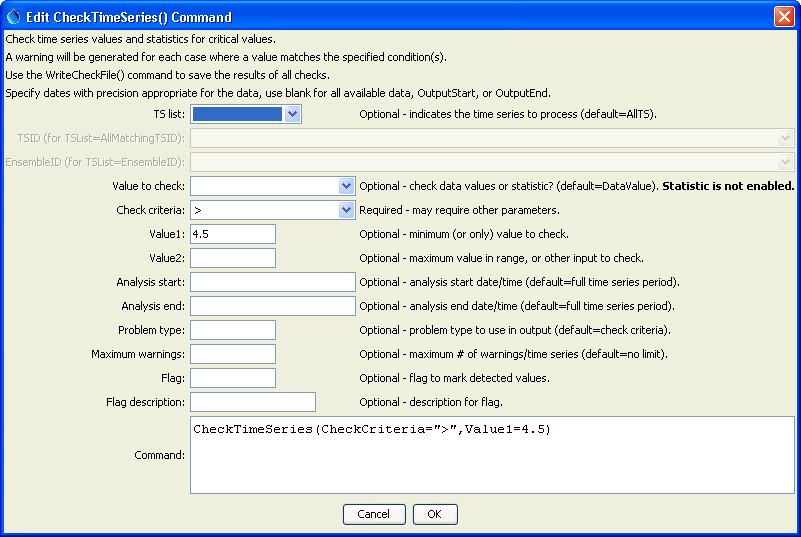 Edit CheckTimeSeries() Command
Check time series values and statistics for critical values.
A warning will be generated for each case where a value matches the specified condition(s).
Use the WriteCheckFile() command to save the results of all checks.
Specify dates with precision appropriate for the data, use blank for all available data, OutputStart, or OutputEnd.
TS list: Optional - indicates the time series to process (default=AllTS).
TSID (for TSList=AllMatchingTSID):
EnsembleID (for TSList=EnsembleID):
Value to check: Optional - check data values or statistic? (default=DataValue). Statistic is not enabled.
Check criteria: > Required - may require other parameters.
Value1: 4.5 Optional - minimum (or only) value to check.
Value2: Optional - maximum value in range, or other input to check.
Analysis start: Optional - analysis start date/time (default=full time series period).
Analysis end: Optional - analysis end date/time (default=full time series period).
Problem type: Optional - problem type to use in output (default=check criteria).
Maximum warnings: Optional - maximum # of warnings/time series (default=no limit).
Flag: Optional - flag to mark detected values.
Flag description: Optional - description for flag.
CheckTimeSeries(CheckCriteria=">",Value1=4.5)
Command:
Cancel OK